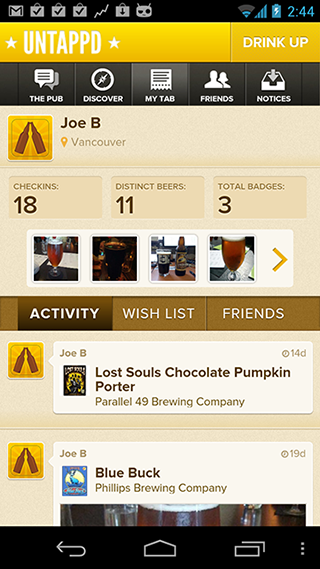 2:44
UNTAPPD
DRINK UP
THE PUB
DISCOVER
MY TAB
FRIENDS
NOTICES
Joe B
Vancouver
CHECKINS:
18
DISTINCT BEERS:
11
TOTAL BADGES:
3
ACTIVITY
WISH LIST
FRIENDS
Joe B
14d
LOST SOULS
Lost Souls Chocolate Pumpkin
Porter
Parallel 49 Brewing Company
Joe B
19d
Blue Buck
Phillips Brewing Company